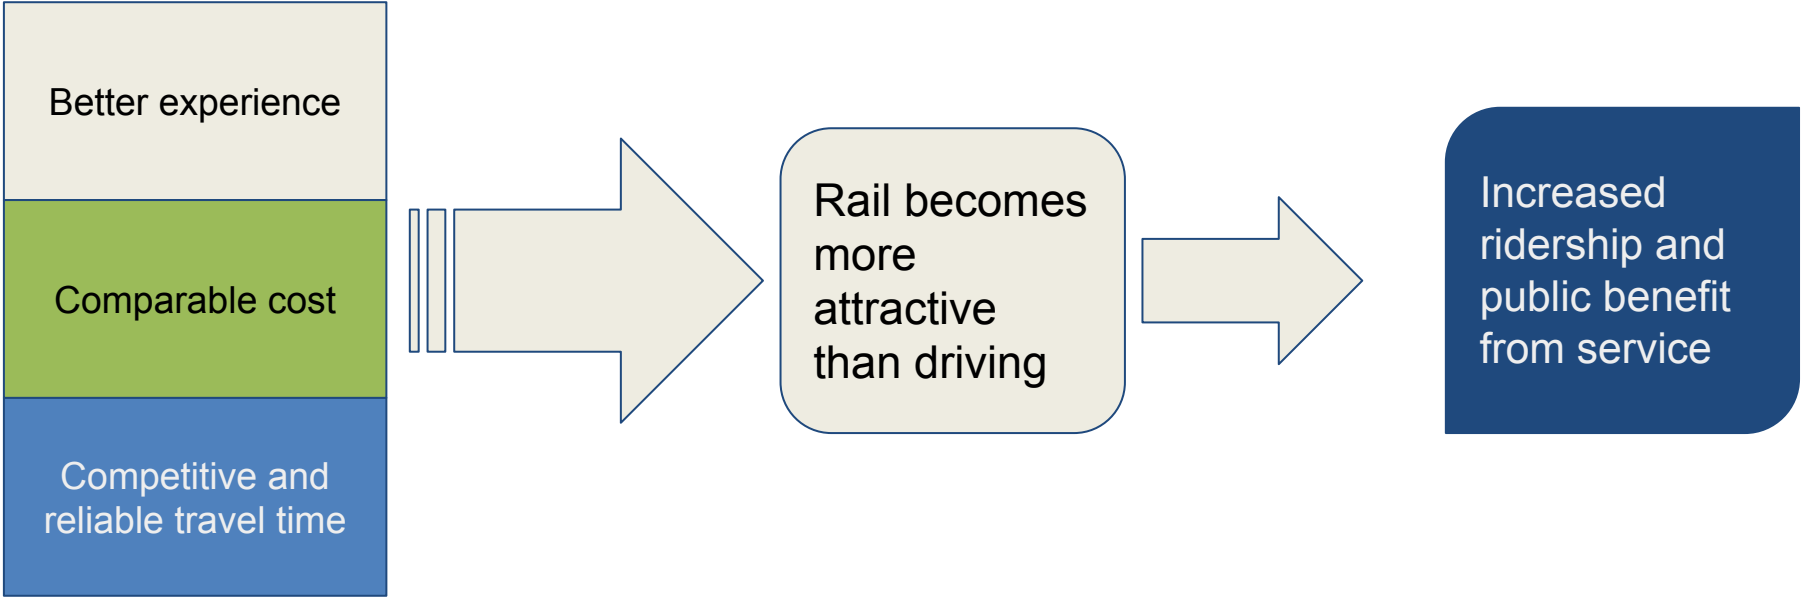 Better experience
Comparable cost
Competitive and
reliable travel time
Rail becomes
more
attractive
than driving
Increased
ridership and
public benefit
from service